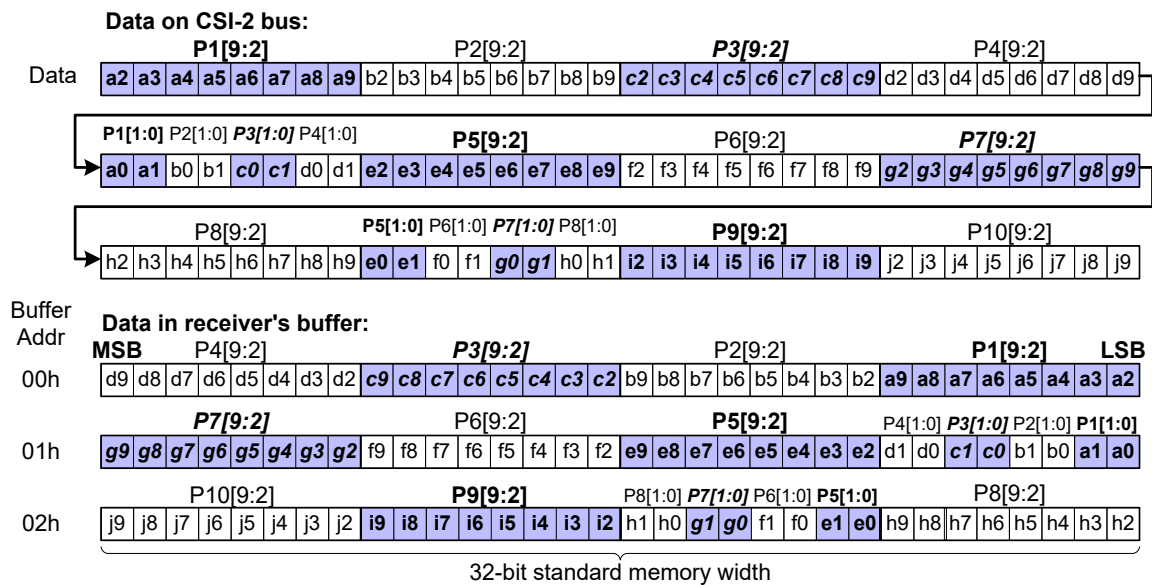 Data on CSI-2 bus:
P1[9:2] P2[9:2] P3[9:2] P4[9:2]
Data a2 a3 a4 a5 a6 a7 a8 a9 b2 b3 b4 b5 b6 b7 b8 b9 c2 c3 c4 c5 c6 c7 c8 c9 d2 d3 d4 d5 d6 d7 d8 d9
P1[1:0] P2[1:0] P3[1:0] P4[1:0] P5[9:2] P6[9:2] P7[9:2]
a0 a1 b0 b1 c0 c1 d0 d1 e2 e3 e4 e5 e6 e7 e8 e9 f2 f3 f4 f5 f6 f7 f8 f9 g2 g3 g4 g5 g6 g7 g8 g9
P8[9:2] P5[1:0] P6[1:0] P7[1:0] P8[1:0] P9[9:2] P10[9:2]
h2 h3 h4 h5 h6 h7 h8 h9 e0 e1 f0 f1 g0 g1 h0 h1 i2 i3 i4 i5 i6 i7 i8 i9 j2 j3 j4 j5 j6 j7 j8 j9
Buffer
Addr
Data in receiver's buffer:
MSB P4[9:2] P3[9:2] P2[9:2] P1[9:2] LSB
00h d9 d8 d7 d6 d5 d4 d3 d2 c9 c8 c7 c6 c5 c4 c3 c2 b9 b8 b7 b6 b5 b4 b3 b2 a9 a8 a7 a6 a5 a4 a3 a2
P7[9:2] P6[9:2] P5[9:2] P4[1:0] P3[1:0] P2[1:0] P1[1:0]
01h g9 g8 g7 g6 g5 g4 g3 g2 f9 f8 f7 f6 f5 f4 f3 f2 e9 e8 e7 e6 e5 e4 e3 e2 d1 d0 c1 c0 b1 b0 a1 a0
P10[9:2] P9[9:2] P8[1:0] P7[1:0] P6[1:0] P5[1:0] P8[9:2]
02h j9 j8 j7 j6 j5 j4 j3 j2 i9 i8 i7 i6 i5 i4 i3 i2 h1 h0 g1 g0 f1 f0 e1 e0 h9 h8 h7 h6 h5 h4 h3 h2
32-bit standard memory width